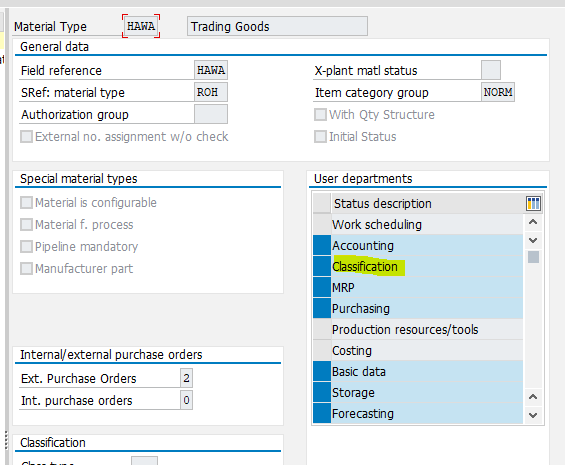 Material Type HAWA Trading Goods
General data
Field reference HAWA X-plant matl status
SRef: material type ROH Item category group NORM
Authorization group With Qty Structure
External no. assignment w/o check Initial Status
Special material types
Material is configurable
Material f. process
Pipeline mandatory
Manufacturer part
User departments
Status description
Work scheduling
Accounting
Classification
MRP
Purchasing
Production resources/tools
Costing
Basic data
Storage
Forecasting
Internal/external purchase orders
Ext. Purchase Orders 2
Int. purchase orders 0
Classification
Class type